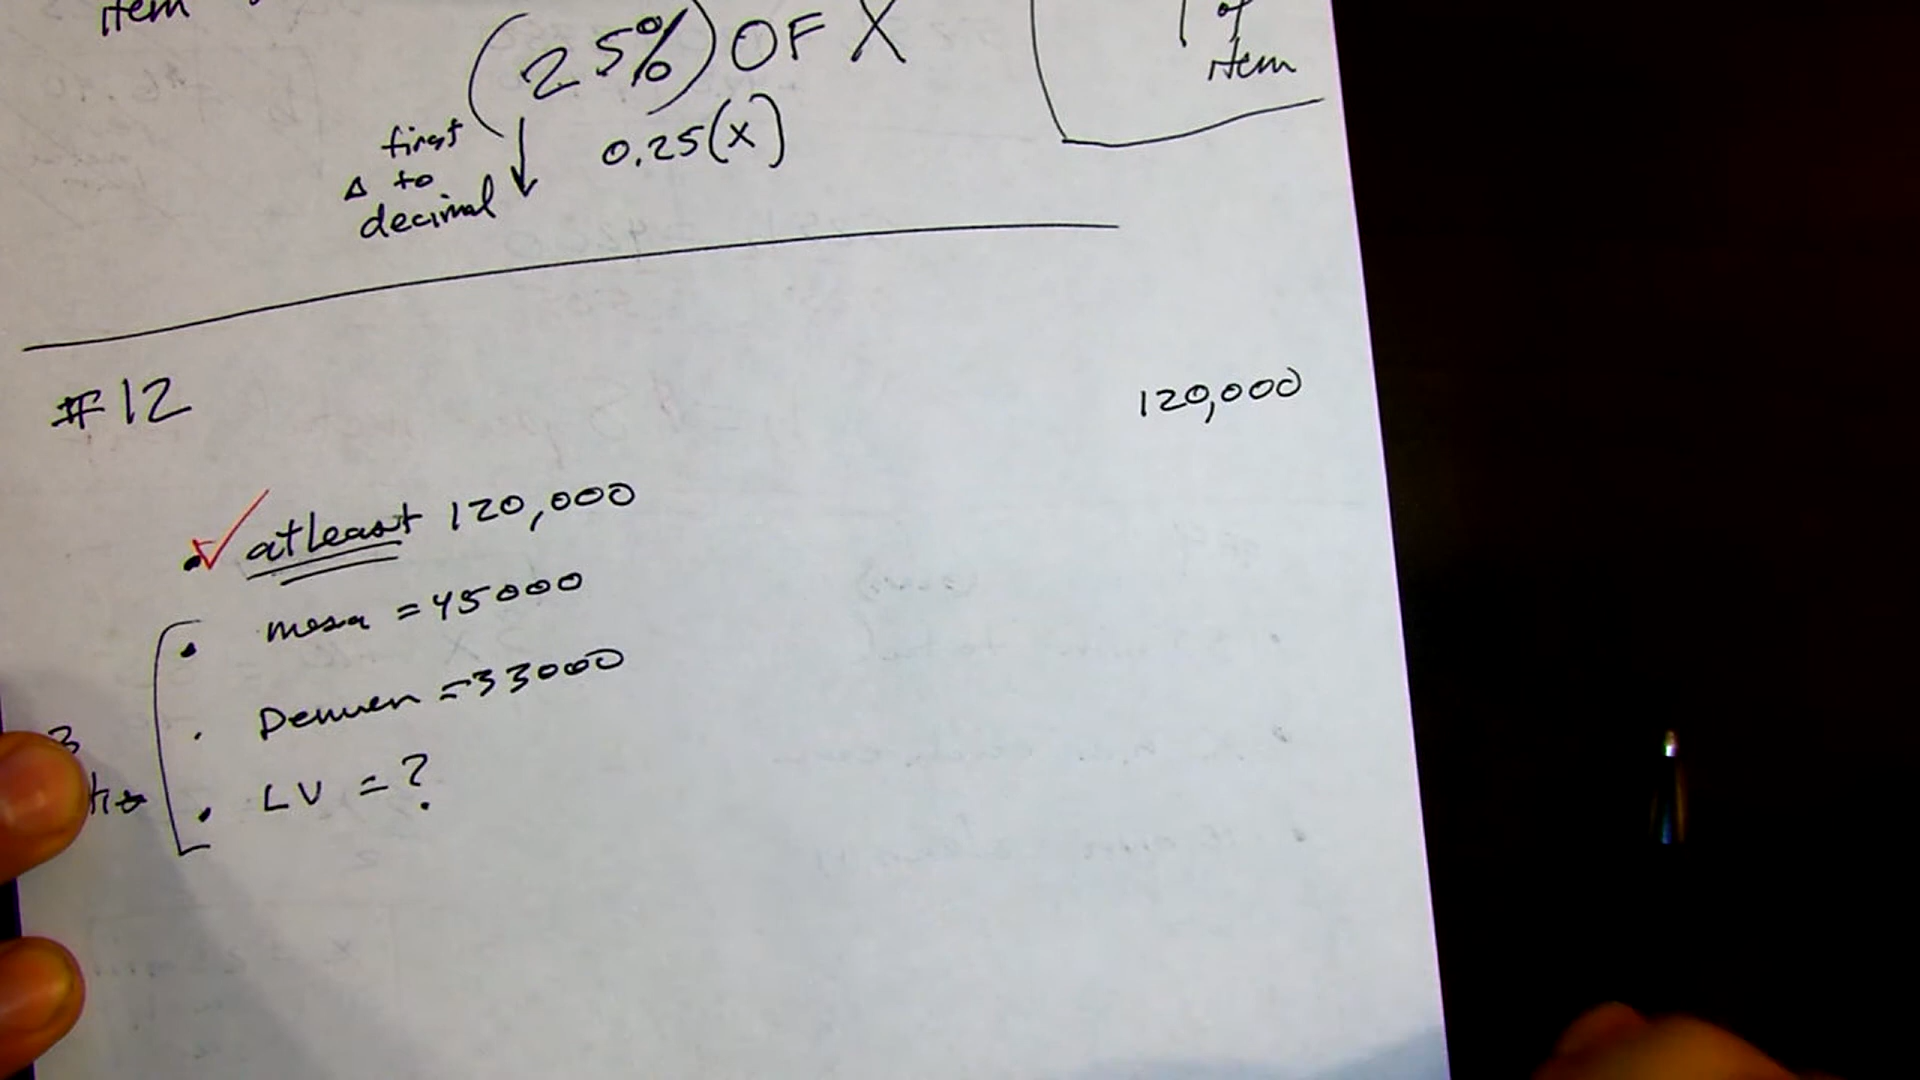 item
(25%) OF X
first
Δ to
decimal
0.25(x)
of
item
#12
120,000
atleast 120,000
mesa = 45000
Denver = 33000
LV = ?
3